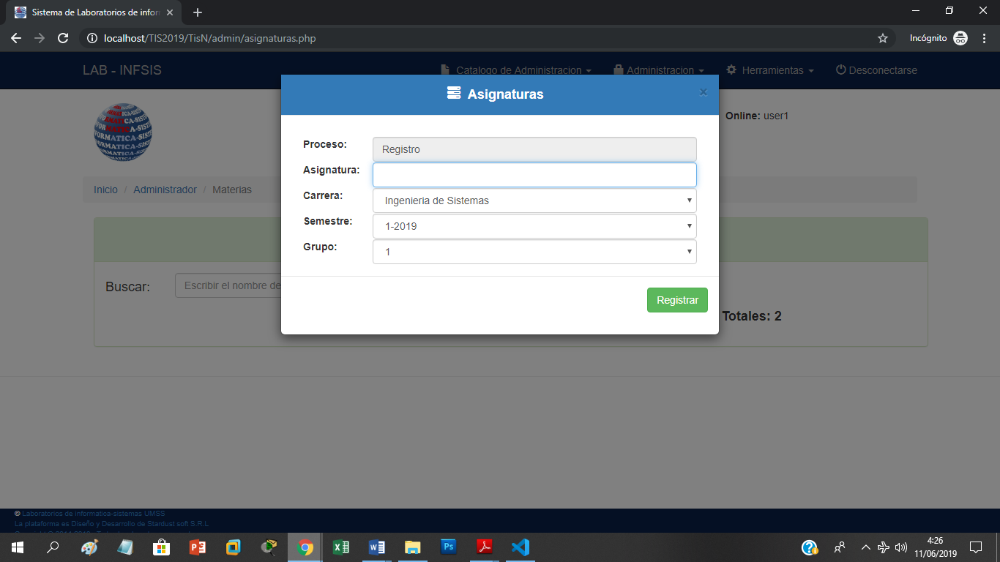 Sistema de Laboratorios de infor
localhost/TIS2019/TisN/admin/asignaturas.php
Incógnito
LAB - INFSIS
Catalogo de Administracion
Administracion
Herramientas
Desconectarse
Asignaturas
×
Online: user1
Proceso:
Registro
Asignatura:
Carrera:
Ingenieria de Sistemas
Semestre:
1-2019
Grupo:
1
Registrar
Inicio / Administrador / Materias
Buscar:
Escribir el nombre de
Totales: 2
© Laboratorios de informatica-sistemas UMSS
La plataforma es Diseño y Desarrollo de Stardust soft S.R.L
4:26
11/06/2019